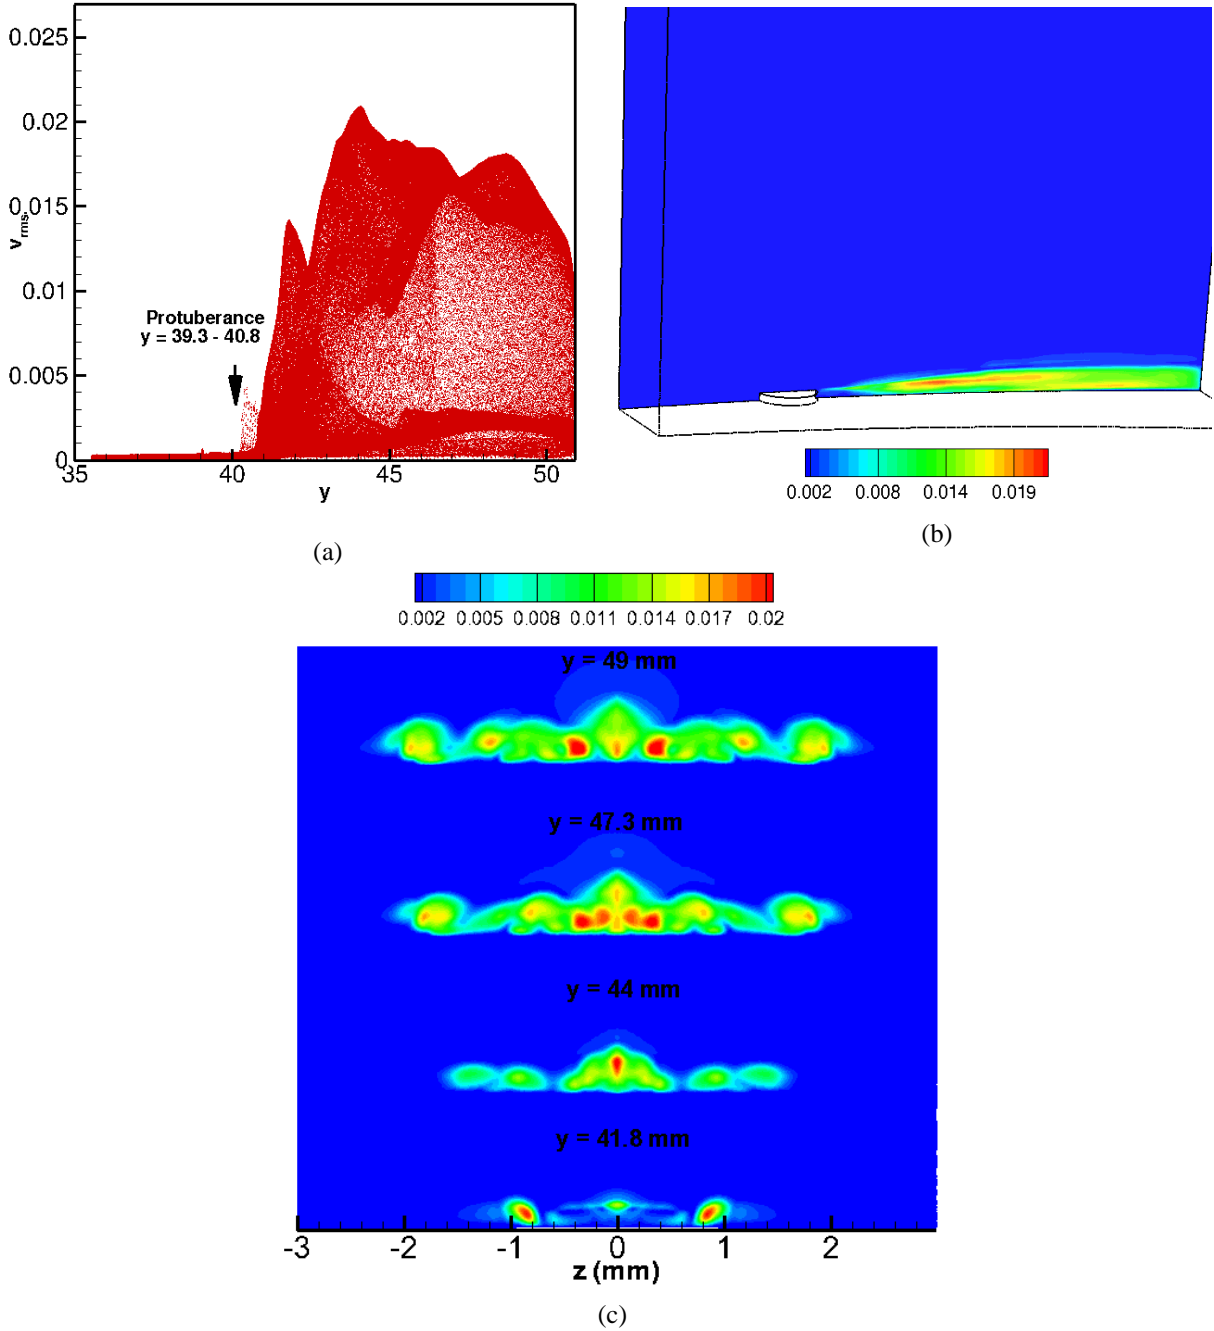 0.025
0.02
0.015
0.01
0.005
0
v rms.
Protuberance
y = 39.3 - 40.8
35 40 45 50
y
(a)
0.002 0.008 0.014 0.019
(b)
0.002 0.005 0.008 0.011 0.014 0.017 0.02
y = 49 mm
y = 47.3 mm
y = 44 mm
y = 41.8 mm
-3 -2 -1 0 1 2
z (mm)
(c)